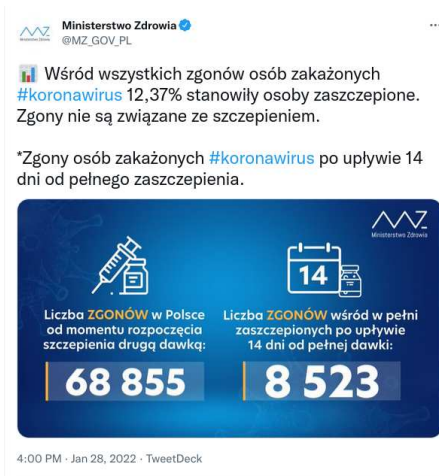 Ministerstwo Zdrowia
@MZ_GOV_PL
Wśród wszystkich zgonów osób zakażonych
#koronawirus 12,37% stanowiły osoby zaszczepione.
Zgony nie są związane ze szczepieniem.
*Zgony osób zakażonych #koronawirus po upływie 14
dni od pełnego zaszczepienia.
Ministerstwo Zdrowia
14
Liczba ZGONÓW w Polsce
od momentu rozpoczęcia
szczepienia drugą dawką:
68 855
Liczba ZGONÓW wśród w pełni
zaszczepionych po upływie
14 dni od pełnej dawki:
8 523
4:00 PM · Jan 28, 2022 · TweetDeck